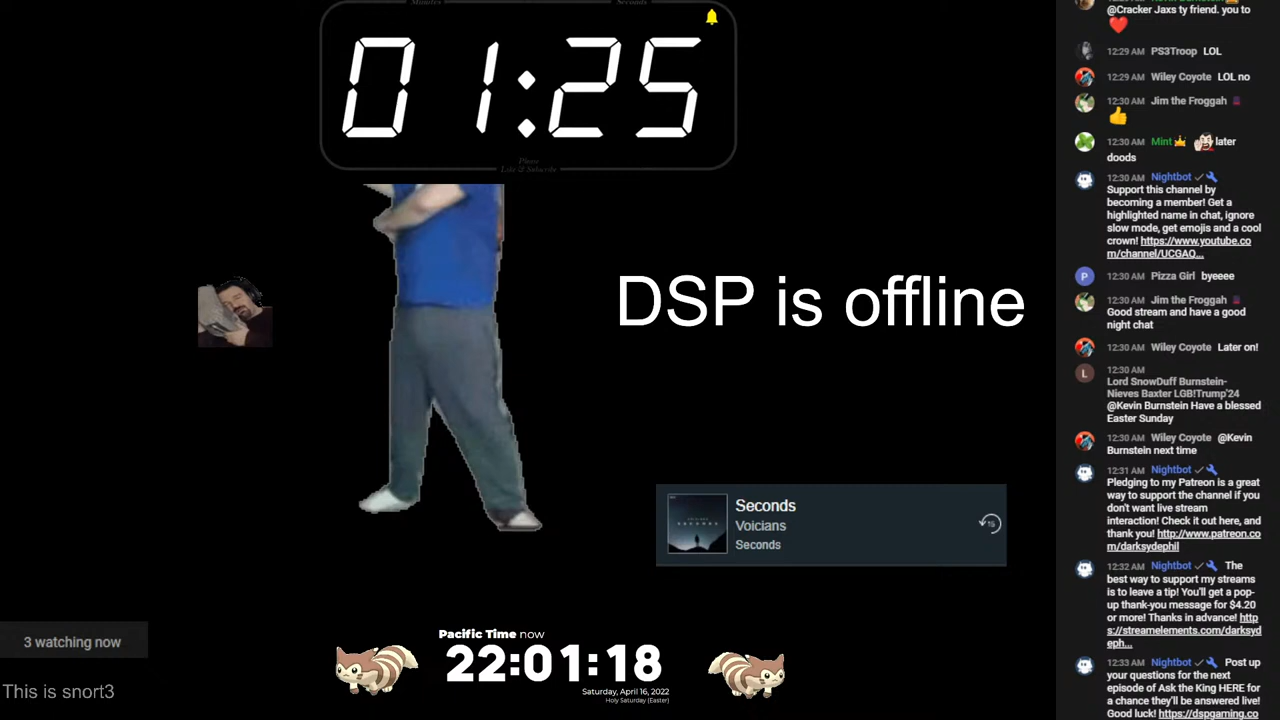 Minutes
Seconds
01:25
Please
Like & Subscribe
DSP is offline
Seconds
Voicians
Seconds
15
3 watching now
This is snort3
Pacific Time now
22:01:18
Saturday, April 16, 2022
Holy Saturday (Easter)
@Cracker Jaxs ty friend. you to
12:29 AM PS3Troop LOL
12:29 AM Wiley Coyote LOL no
12:30 AM Jim the Froggah
12:30 AM Mint later
doods
12:30 AM Nightbot
Support this channel by
becoming a member! Get a
highlighted name in chat, ignore
slow mode, get emojis and a cool
crown! https://www.youtube.co
m/channel/UCGAQ...
P 12:30 AM Pizza Girl byeeee
12:30 AM Jim the Froggah
Good stream and have a good
night chat
12:30 AM Wiley Coyote Later on!
L 12:30 AM
Lord SnowDuff Burnstein-
Nieves Baxter LGB!Trump'24
@Kevin Burnstein Have a blessed
Easter Sunday
12:30 AM Wiley Coyote @Kevin
Burnstein next time
12:31 AM Nightbot
Pledging to my Patreon is a great
way to support the channel if you
don't want live stream
interaction! Check it out here, and
thank you! http://www.patreon.co
m/darksydephil
12:32 AM Nightbot The
best way to support my streams
is to leave a tip! You'll get a pop-
up thank-you message for $4.20
or more! Thanks in advance! http
s://streamelements.com/darksyd
eph...
12:33 AM Nightbot Post up
your questions for the next
episode of Ask the King HERE for
a chance they'll be answered live!
Good luck! https://dspgaming.co